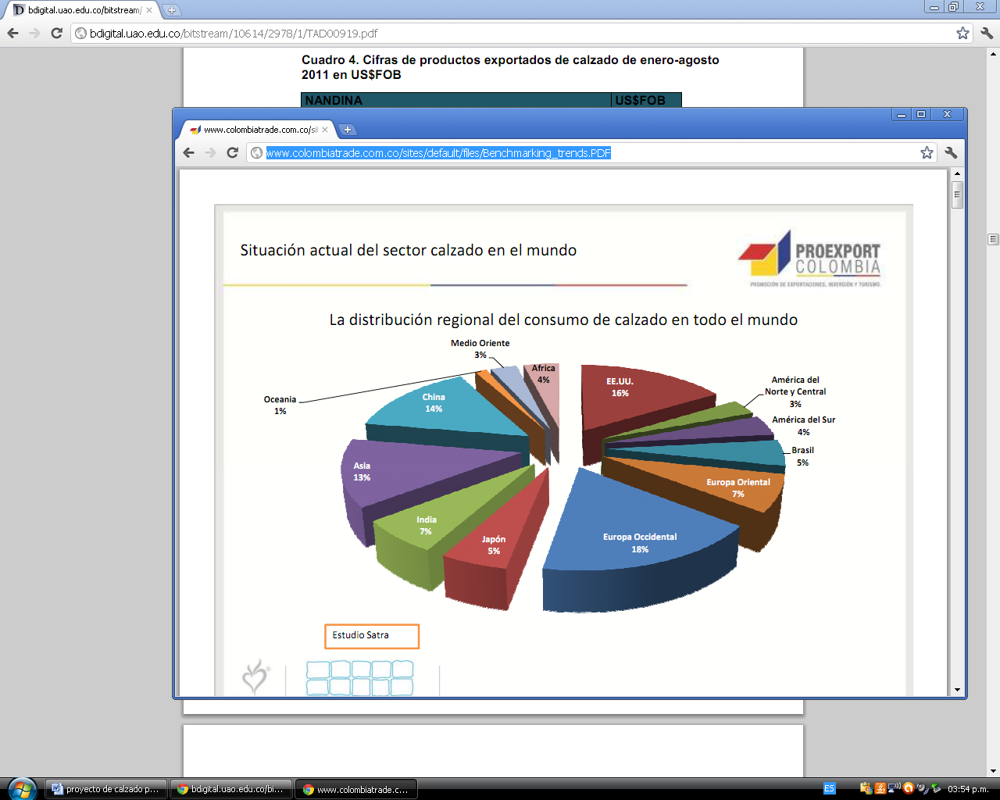 bdigital.uao.edu.co/bitstream/
bdigital.uao.edu.co/bitstream/10614/2978/1/TAD00919.pdf
Cuadro 4. Cifras de productos exportados de calzado de enero-agosto
2011 en US$FOB
NANDINA US$FOB
www.colombiatrade.com.co/si
www.colombiatrade.com.co/sites/default/files/Benchmarking_trends.PDF
Situación actual del sector calzado en el mundo
PROEXPORT
COLOMBIA
PROMOCIÓN DE EXPORTACIONES, INVERSIÓN Y TURISMO.
La distribución regional del consumo de calzado en todo el mundo
Medio Oriente
3%
Africa
4%
EE.UU.
16%
América del
Norte y Central
3%
América del Sur
4%
Brasil
5%
Europa Oriental
7%
Europa Occidental
18%
Japón
5%
India
7%
Asia
13%
China
14%
Oceania
1%
Estudio Satra
proyecto de calzado p...
bdigital.uao.edu.co/bi...
www.colombiatrade.c...
ES
03:54 p.m.